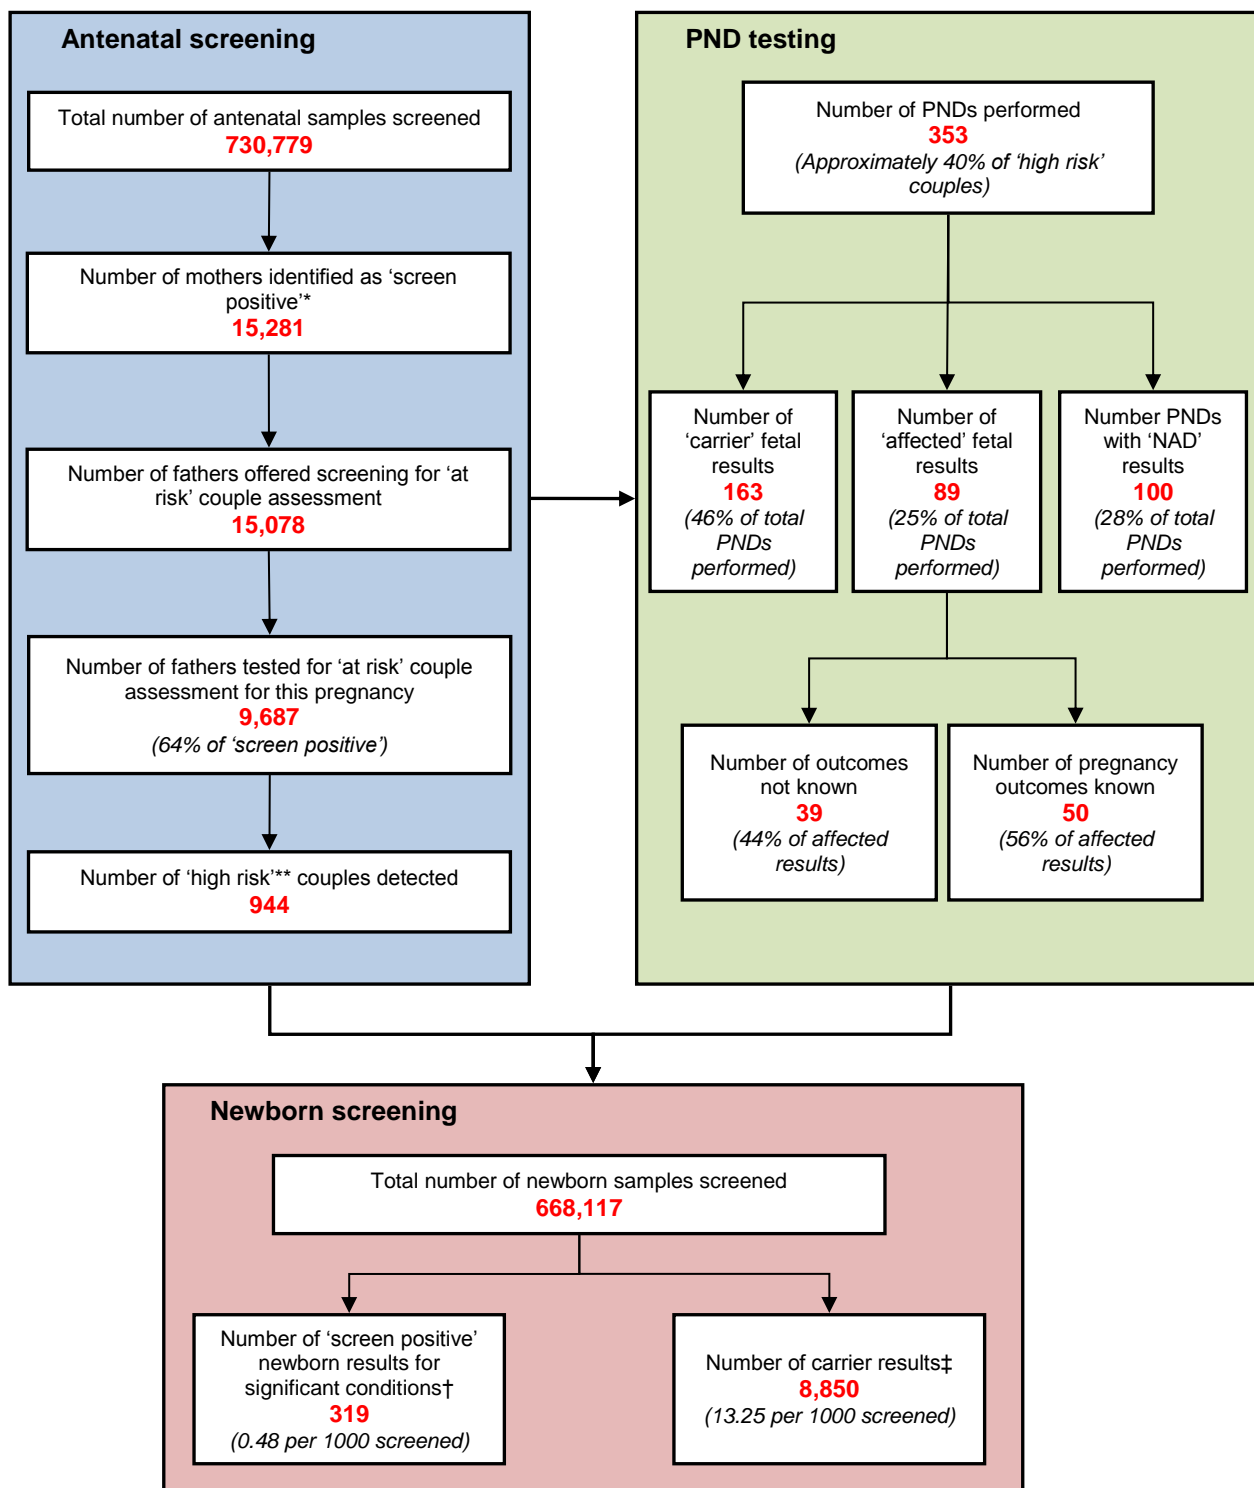 Antenatal screening
Total number of antenatal samples screened
730,779
Number of mothers identified as ‘screen
positive’*
15,281
Number of fathers offered screening for ‘at
risk’ couple assessment
15,078
Number of fathers tested for ‘at risk’ couple
assessment for this pregnancy
9,687
(64% of ‘screen positive’)
Number of ‘high risk’** couples detected
944
PND testing
Number of PNDs performed
353
(Approximately 40% of ‘high risk’
couples)
Number of
‘carrier’ fetal
results
163
(46% of total
PNDs
performed)
Number of
‘affected’ fetal
results
89
(25% of total
PNDs
performed)
Number PNDs
with ‘NAD’
results
100
(28% of total
PNDs
performed)
Number of outcomes
not known
39
(44% of affected
results)
Number of pregnancy
outcomes known
50
(56% of affected
results)
Newborn screening
Total number of newborn samples screened
668,117
Number of ‘screen positive’
newborn results for
significant conditions†
319
(0.48 per 1000 screened)
Number of carrier results‡
8,850
(13.25 per 1000 screened)